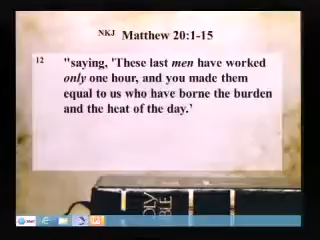 NKJ Matthew 20:1-15
12 "saying, 'These last men have worked
only one hour, and you made them
equal to us who have borne the burden
and the heat of the day.'
HOLY
BIBLE